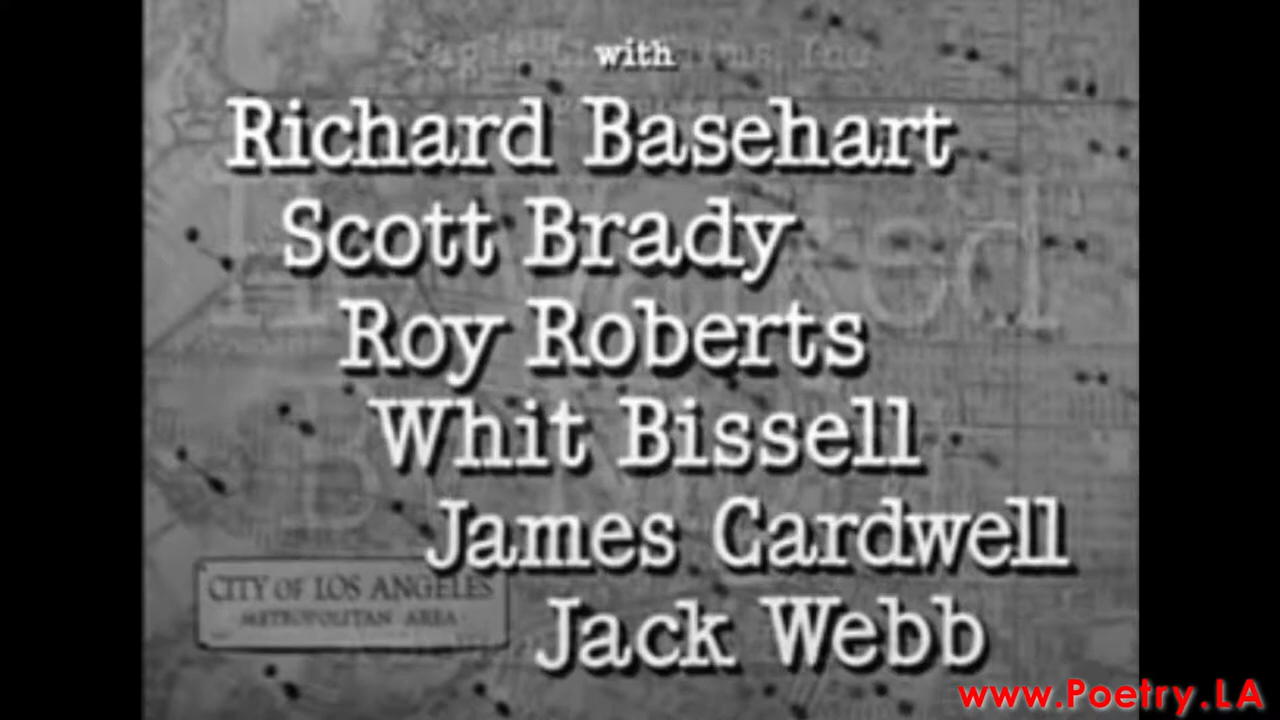 with
Richard Basehart
Scott Brady
Roy Roberts
Whit Bissell
James Cardwell
CITY OF LOS ANGELES
METROPOLITAN AREA
Jack Webb
www.Poetry.LA